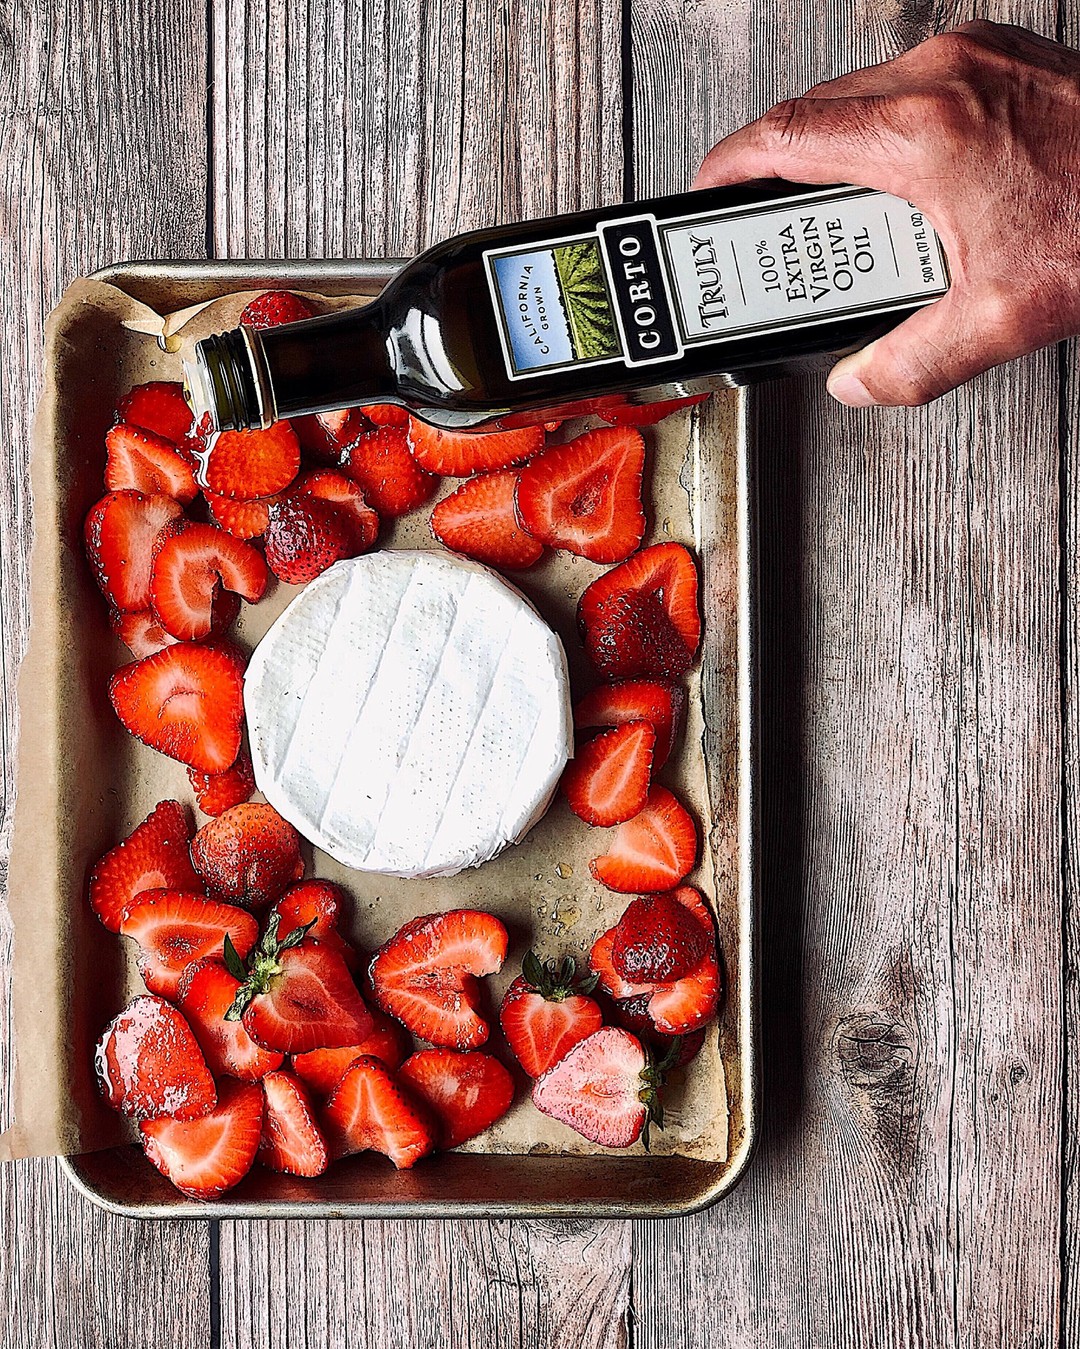 CALIFORNIA
GROWN
CORTO
TRULY
100%
EXTRA
VIRGIN
OLIVE
OIL
500 ML (17 FL OZ)